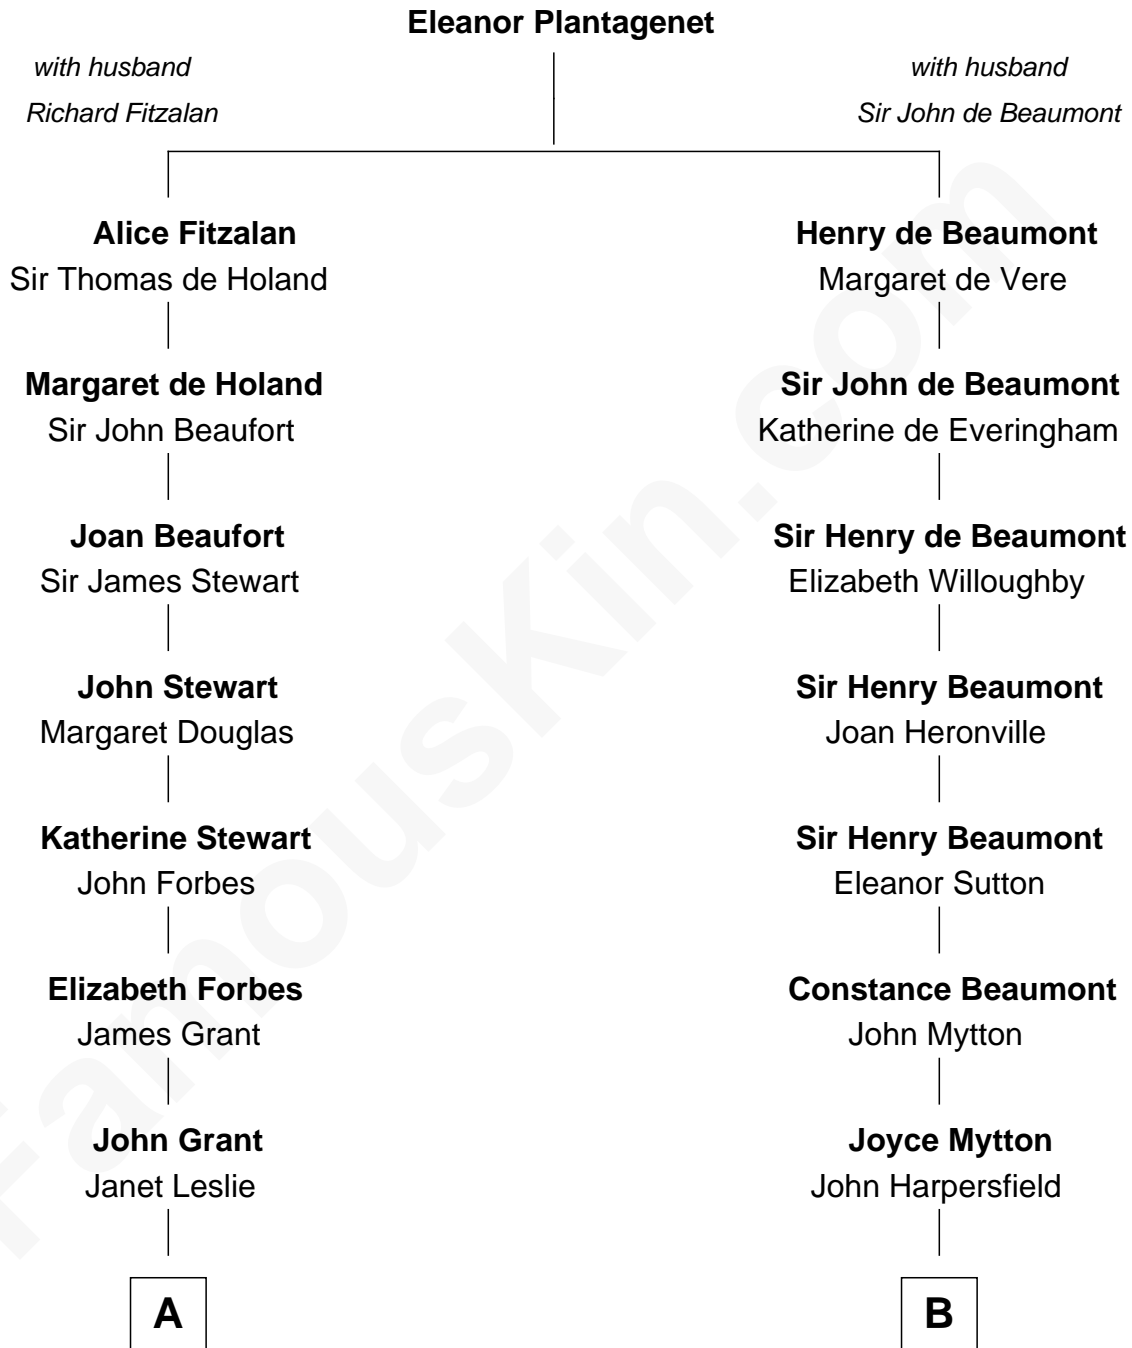 Eleanor Plantagenet
with husband
Richard Fitzalan
with husband
Sir John de Beaumont
Alice Fitzalan
Sir Thomas de Holand
Margaret de Holand
Sir John Beaufort
Joan Beaufort
Sir James Stewart
John Stewart
Margaret Douglas
Katherine Stewart
John Forbes
Elizabeth Forbes
James Grant
John Grant
Janet Leslie
A
Henry de Beaumont
Margaret de Vere
Sir John de Beaumont
Katherine de Everingham
Sir Henry de Beaumont
Elizabeth Willoughby
Sir Henry Beaumont
Joan Heronville
Sir Henry Beaumont
Eleanor Sutton
Constance Beaumont
John Mytton
Joyce Mytton
John Harpersfield
B
FamousKin.com